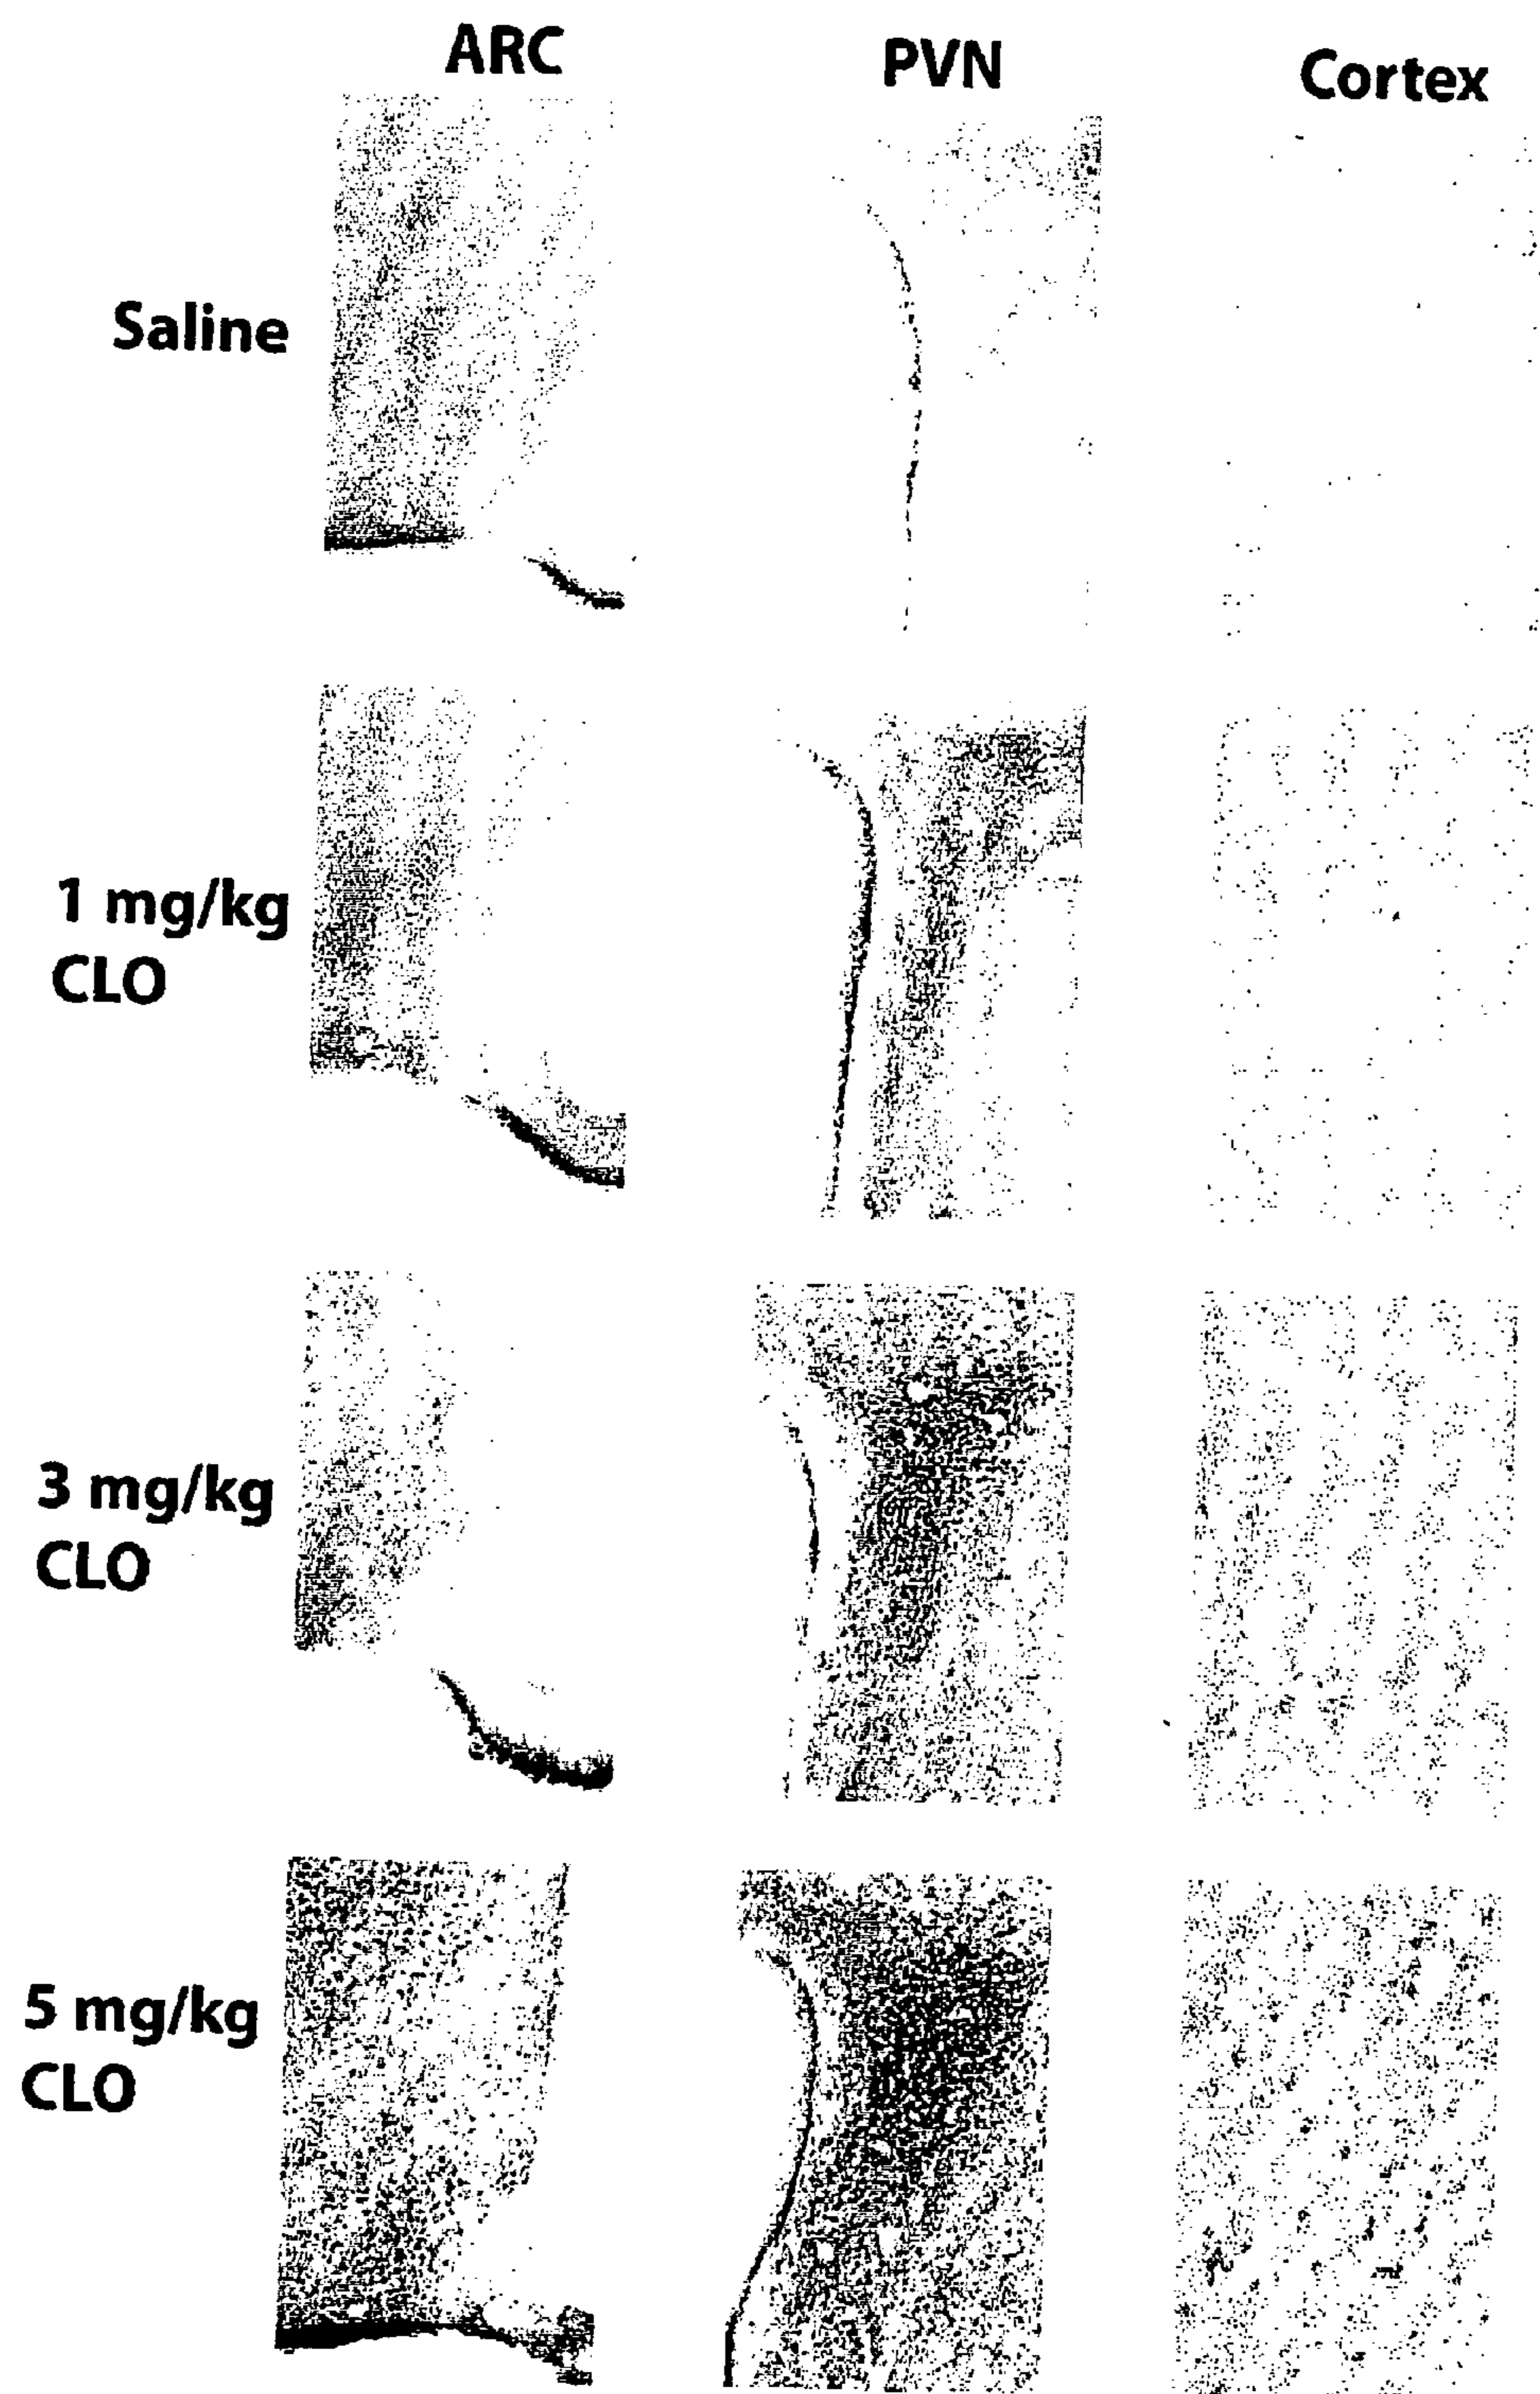 ARC PVN Cortex
Saline
1 mg/kg
CLO
3 mg/kg
CLO
5 mg/kg
CLO